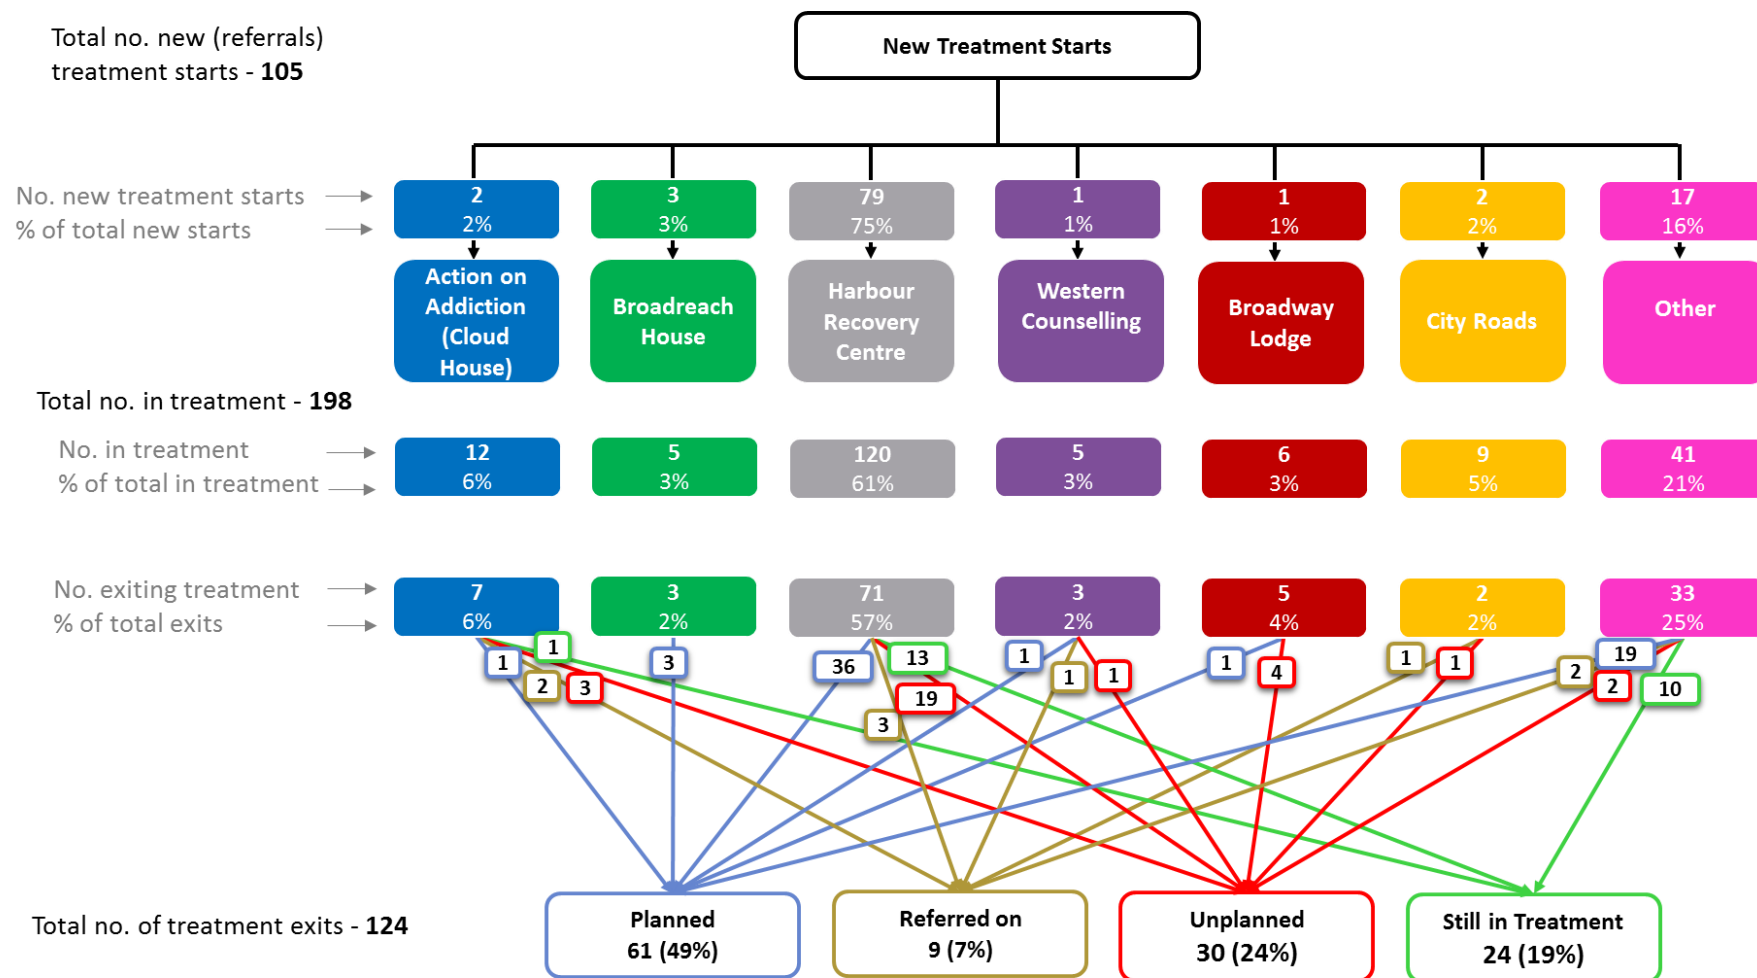 Total no. new (referrals)
treatment starts - 105
New Treatment Starts
No. new treatment starts
% of total new starts
2
2%
3
3%
79
75%
1
1%
1
1%
2
2%
17
16%
Action on
Addiction
(Cloud
House)
Broadreach
House
Harbour
Recovery
Centre
Western
Counselling
Broadway
Lodge
City Roads
Other
Total no. in treatment - 198
No. in treatment
% of total in treatment
12
6%
5
3%
120
61%
5
3%
6
3%
9
5%
41
21%
No. exiting treatment
% of total exits
7
6%
3
2%
71
57%
3
2%
5
4%
2
2%
33
25%
1
1
2
3
3
36
13
19
3
1
1
1
1
4
1
1
2
19
2
10
Total no. of treatment exits - 124
Planned
61 (49%)
Referred on
9 (7%)
Unplanned
30 (24%)
Still in Treatment
24 (19%)